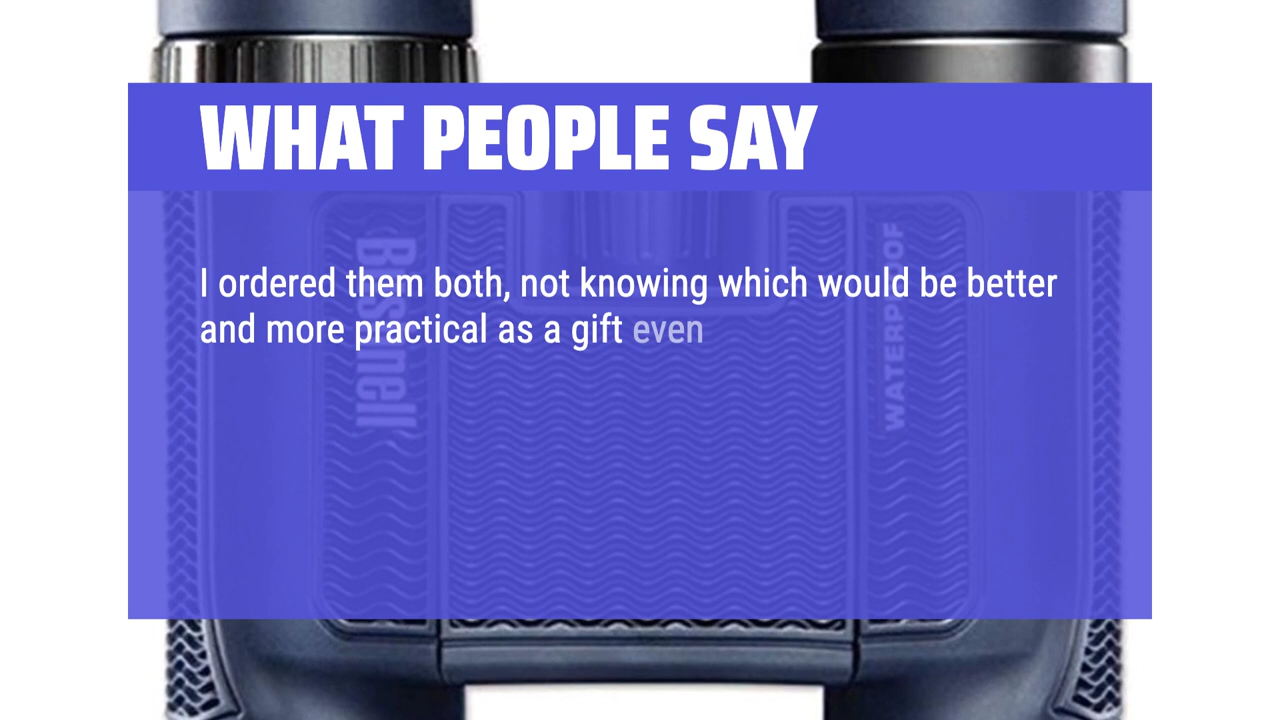 WHAT PEOPLE SAY
I ordered them both, not knowing which would be better
and more practical as a gift even
WATERPROOF